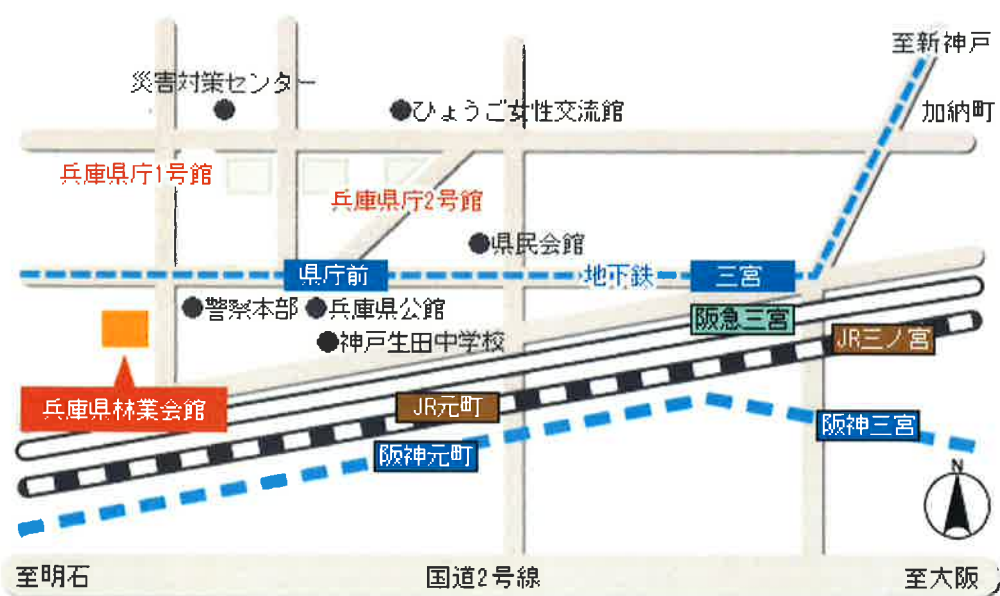 至新神戸
災害対策センター
ひょうご女性交流館
加納町
兵庫県庁1号館
兵庫県庁2号館
県民会館
県庁前
地下鉄
三宮
警察本部
兵庫県公館
阪急三宮
神戸生田中学校
JR三ノ宮
兵庫県林業会館
JR元町
阪神三宮
阪神元町
N
至明石
国道2号線
至大阪